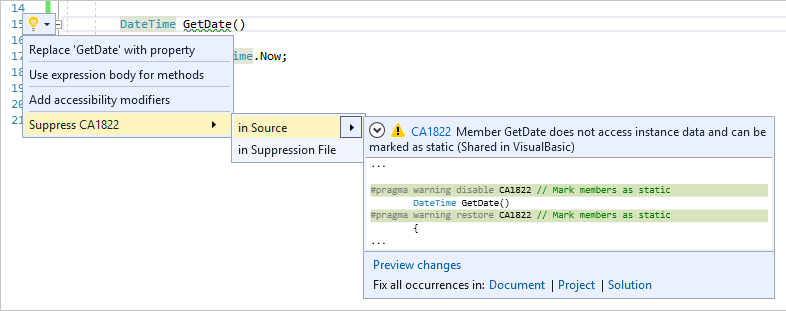 14
15 DateTime GetDate()
Replace 'GetDate' with property
17 ime.Now;
Use expression body for methods
Add accessibility modifiers
20
Suppress CA1822
21
in Source
in Suppression File
CA1822 Member GetDate does not access instance data and can be
marked as static (Shared in VisualBasic)
...
#pragma warning disable CA1822 // Mark members as static
DateTime GetDate()
#pragma warning restore CA1822 // Mark members as static
{
...
Preview changes
Fix all occurrences in: Document | Project | Solution